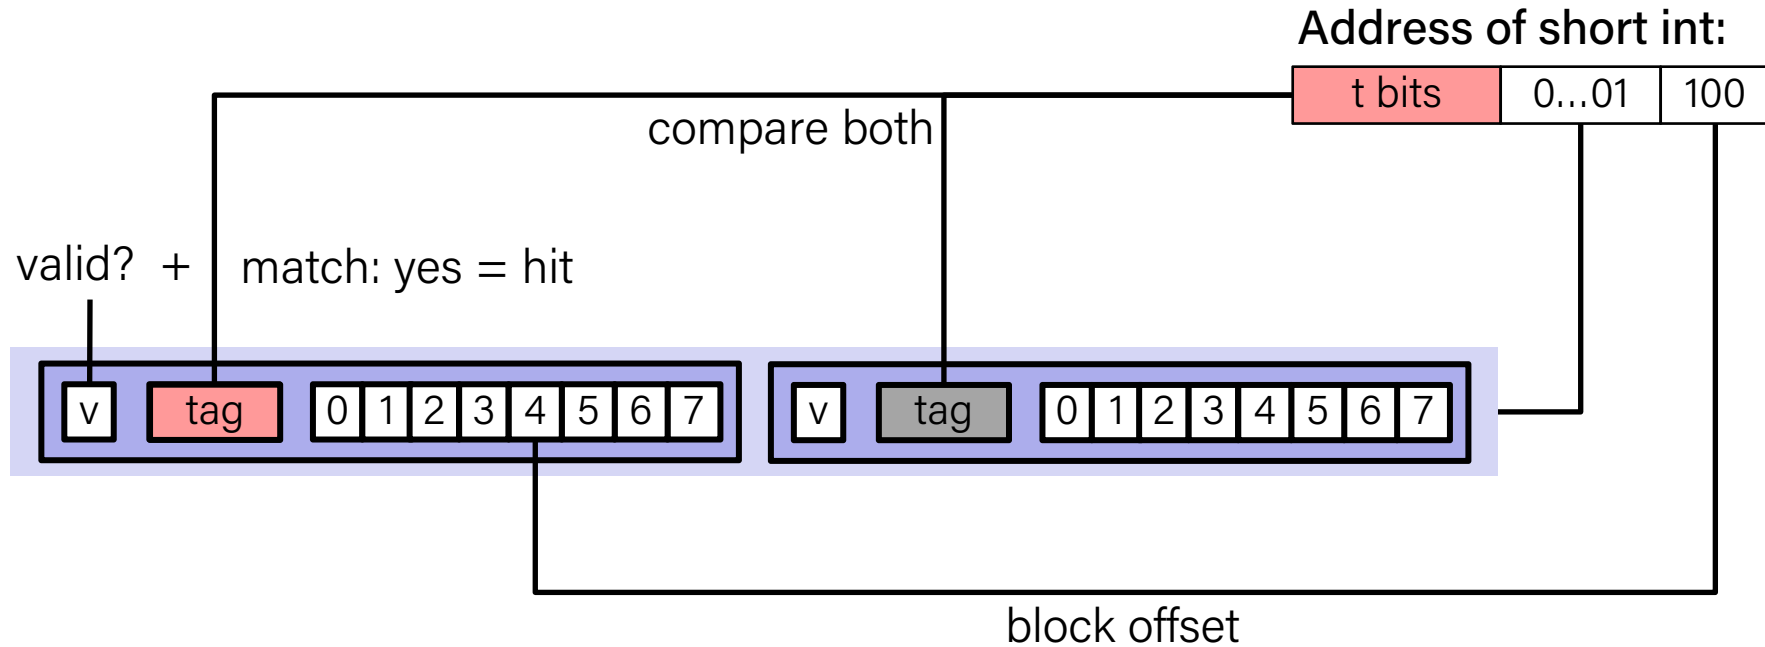 Address of short int:
t bits 0...01 100
compare both
valid? + match: yes = hit
v tag 0 1 2 3 4 5 6 7 v tag 0 1 2 3 4 5 6 7
block offset